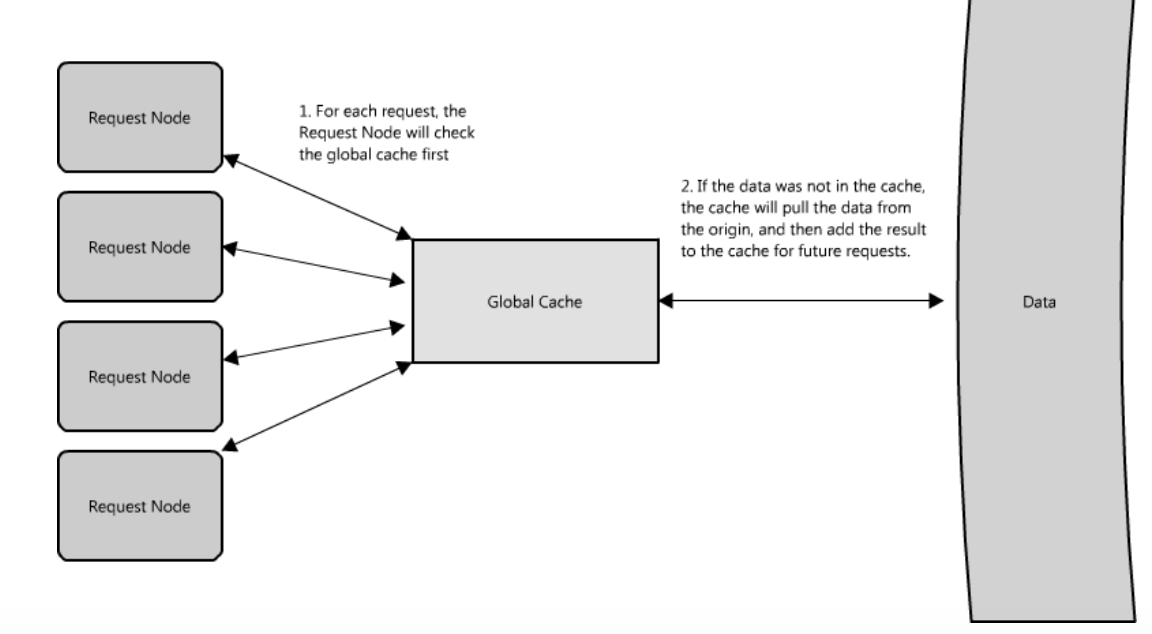 Request Node
1. For each request, the
Request Node will check
the global cache first
2. If the data was not in the cache,
the cache will pull the data from
the origin, and then add the result
to the cache for future requests.
Request Node
Global Cache
Data
Request Node
Request Node